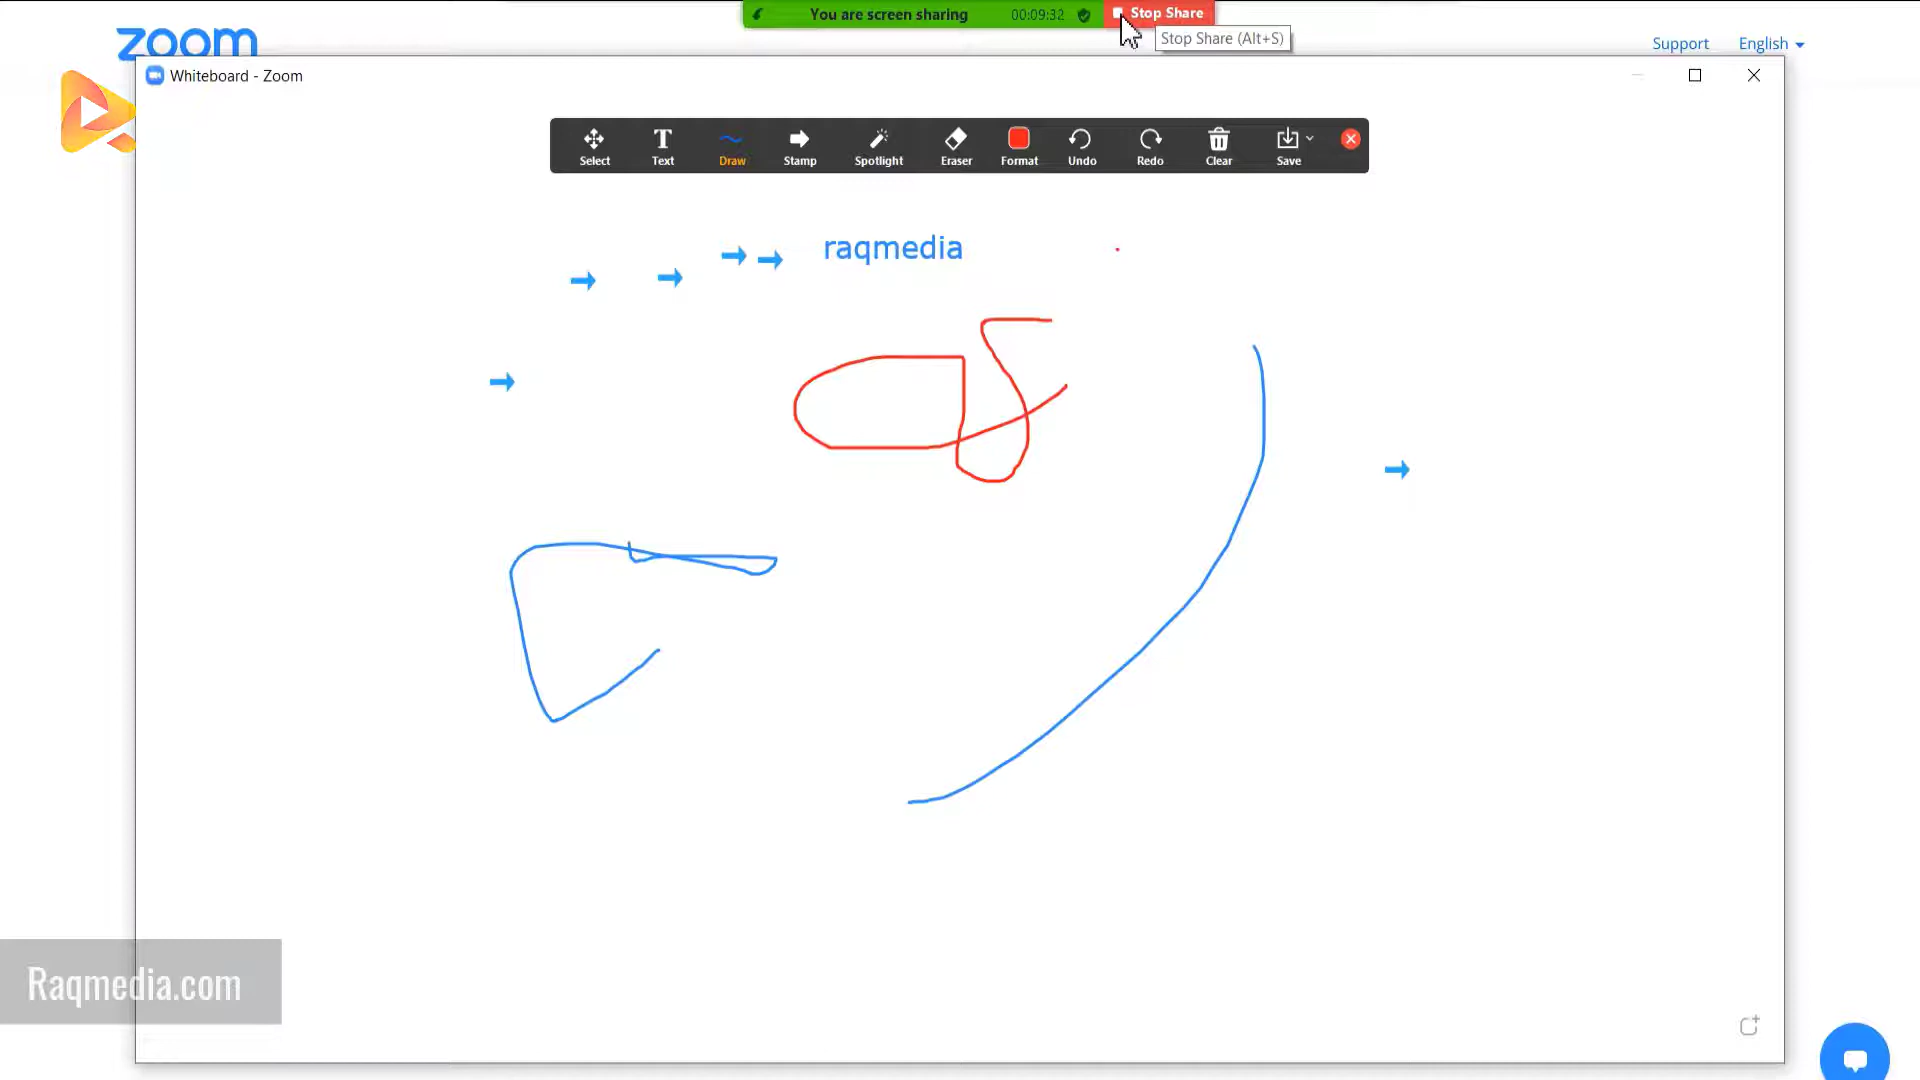 You are screen sharing 00:09:32 Stop Share
Stop Share (Alt+S)
zoom
Support English
Whiteboard - Zoom
Select Text Draw Stamp Spotlight Eraser Format Undo Redo Clear Save
raqmedia
Raqmedia.com